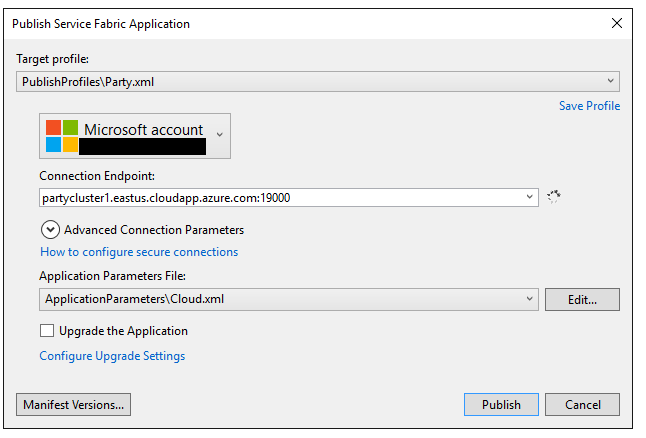 Publish Service Fabric Application
Target profile:
PublishProfiles\Party.xml
Save Profile
Microsoft account
Connection Endpoint:
partycluster1.eastus.cloudapp.azure.com:19000
Advanced Connection Parameters
How to configure secure connections
Application Parameters File:
ApplicationParameters\Cloud.xml
Edit...
Upgrade the Application
Configure Upgrade Settings
Manifest Versions...
Publish
Cancel